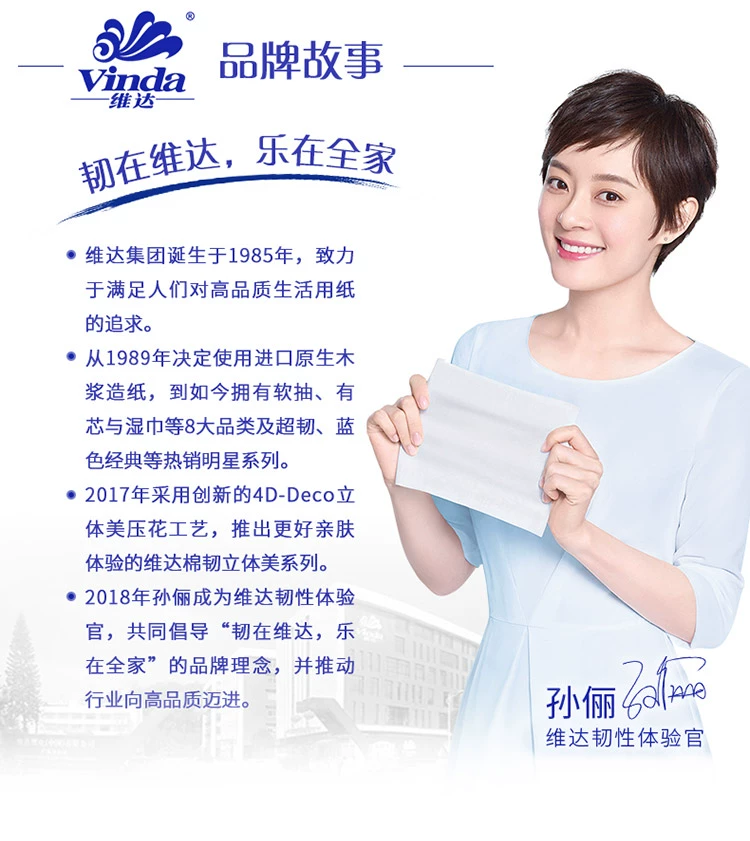 Vinda®
维达
品牌故事
韧在维达，乐在全家
维达集团诞生于1985年，致力
于满足人们对高品质生活用纸
的追求。
从1989年决定使用进口原生木
浆造纸，到如今拥有软抽、有
芯与湿巾等8大品类及超韧、蓝
色经典等热销明星系列。
2017年采用创新的4D-Deco立
体美压花工艺，推出更好亲肤
体验的维达棉韧立体美系列。
2018年孙俪成为维达韧性体验
官，共同倡导“韧在维达，乐
在全家”的品牌理念，并推动
行业向高品质迈进。
孙俪
维达韧性体验官